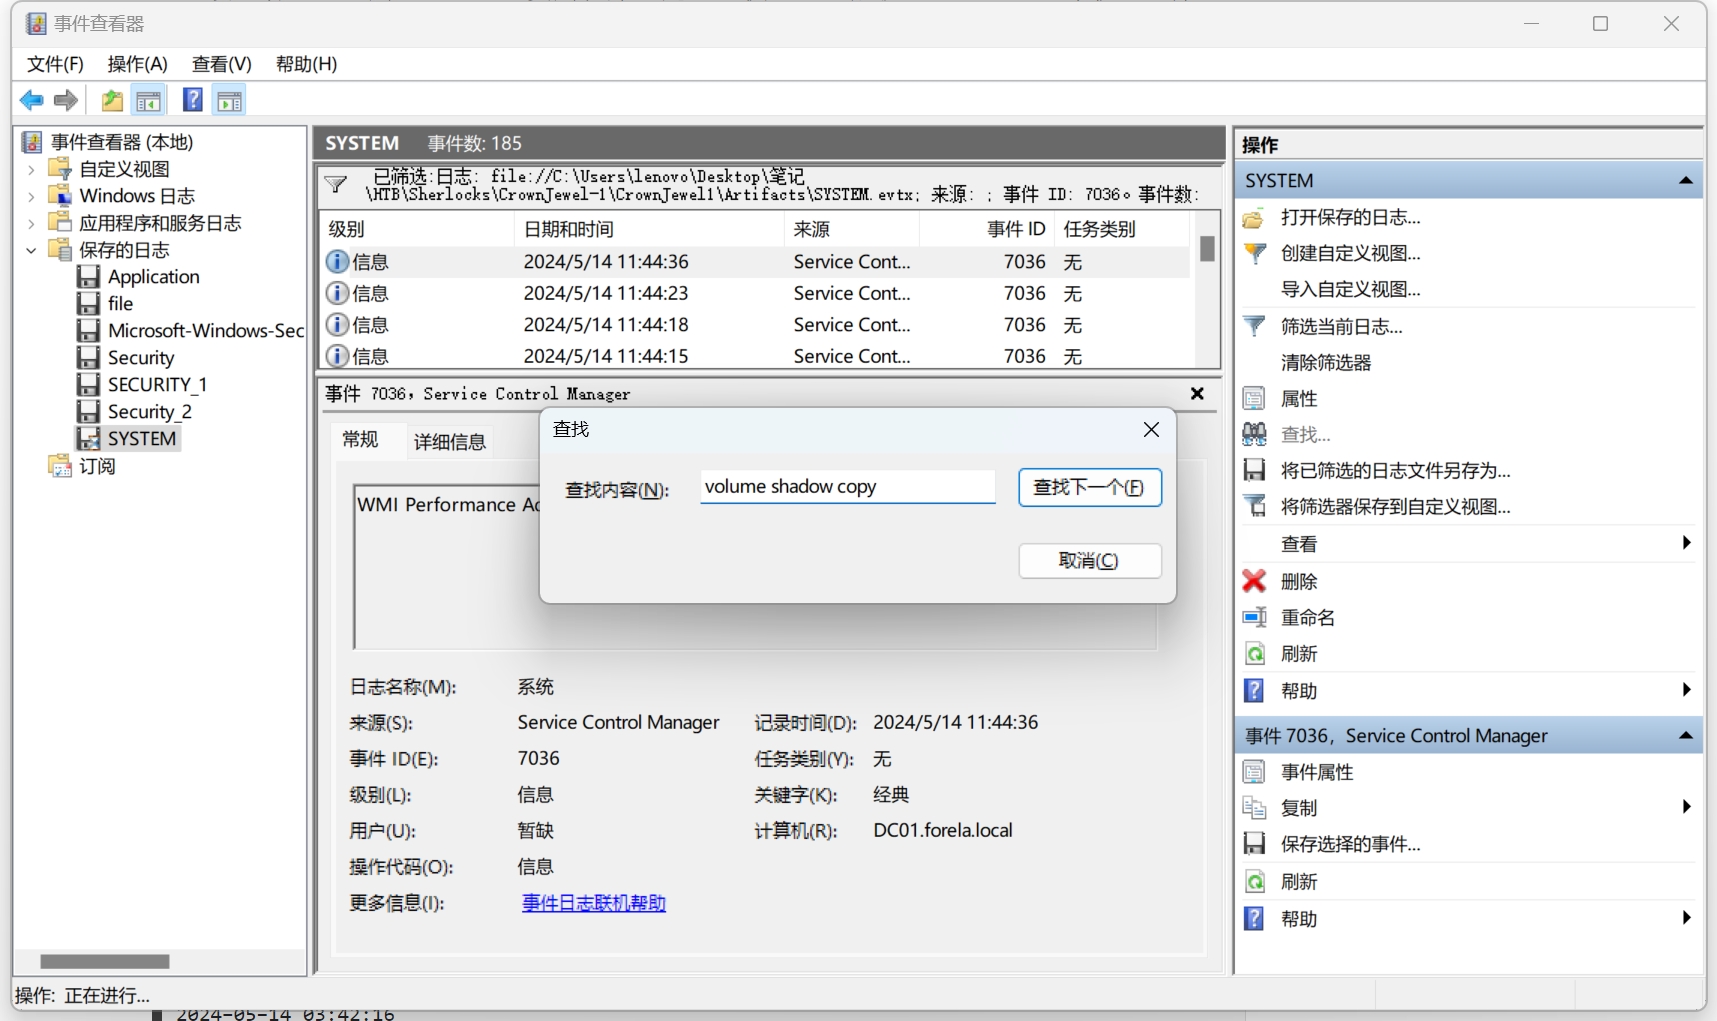 事件查看器
文件(F) 操作(A) 查看(V) 帮助(H)
事件查看器 (本地)
自定义视图
Windows 日志
应用程序和服务日志
保存的日志
Application
file
Microsoft-Windows-Sec
Security
SECURITY_1
Security_2
SYSTEM
订阅
SYSTEM 事件数: 185
已筛选:日志: file://C:\Users\lenovo\Desktop\笔记
\HTB\Sherlocks\CrownJewel-1\CrownJewel1\Artifacts\SYSTEM.evtx; 来源: ; 事件 ID: 7036。事件数:
级别 日期和时间 来源 事件 ID 任务类别
信息 2024/5/14 11:44:36 Service Cont... 7036 无
信息 2024/5/14 11:44:23 Service Cont... 7036 无
信息 2024/5/14 11:44:18 Service Cont... 7036 无
信息 2024/5/14 11:44:15 Service Cont... 7036 无
事件 7036，Service Control Manager
常规 详细信息
WMI Performance Ad
查找
查找内容(N): volume shadow copy 查找下一个(F)
取消(C)
日志名称(M): 系统
来源(S): Service Control Manager 记录时间(D): 2024/5/14 11:44:36
事件 ID(E): 7036 任务类别(Y): 无
级别(L): 信息 关键字(K): 经典
用户(U): 暂缺 计算机(R): DC01.forela.local
操作代码(O): 信息
更多信息(I): 事件日志联机帮助
操作
SYSTEM
打开保存的日志...
创建自定义视图...
导入自定义视图...
筛选当前日志...
清除筛选器
属性
查找...
将已筛选的日志文件另存为...
将筛选器保存到自定义视图...
查看
删除
重命名
刷新
帮助
事件 7036，Service Control Manager
事件属性
复制
保存选择的事件...
刷新
帮助
操作: 正在进行...
2024-05-14 03:42:16